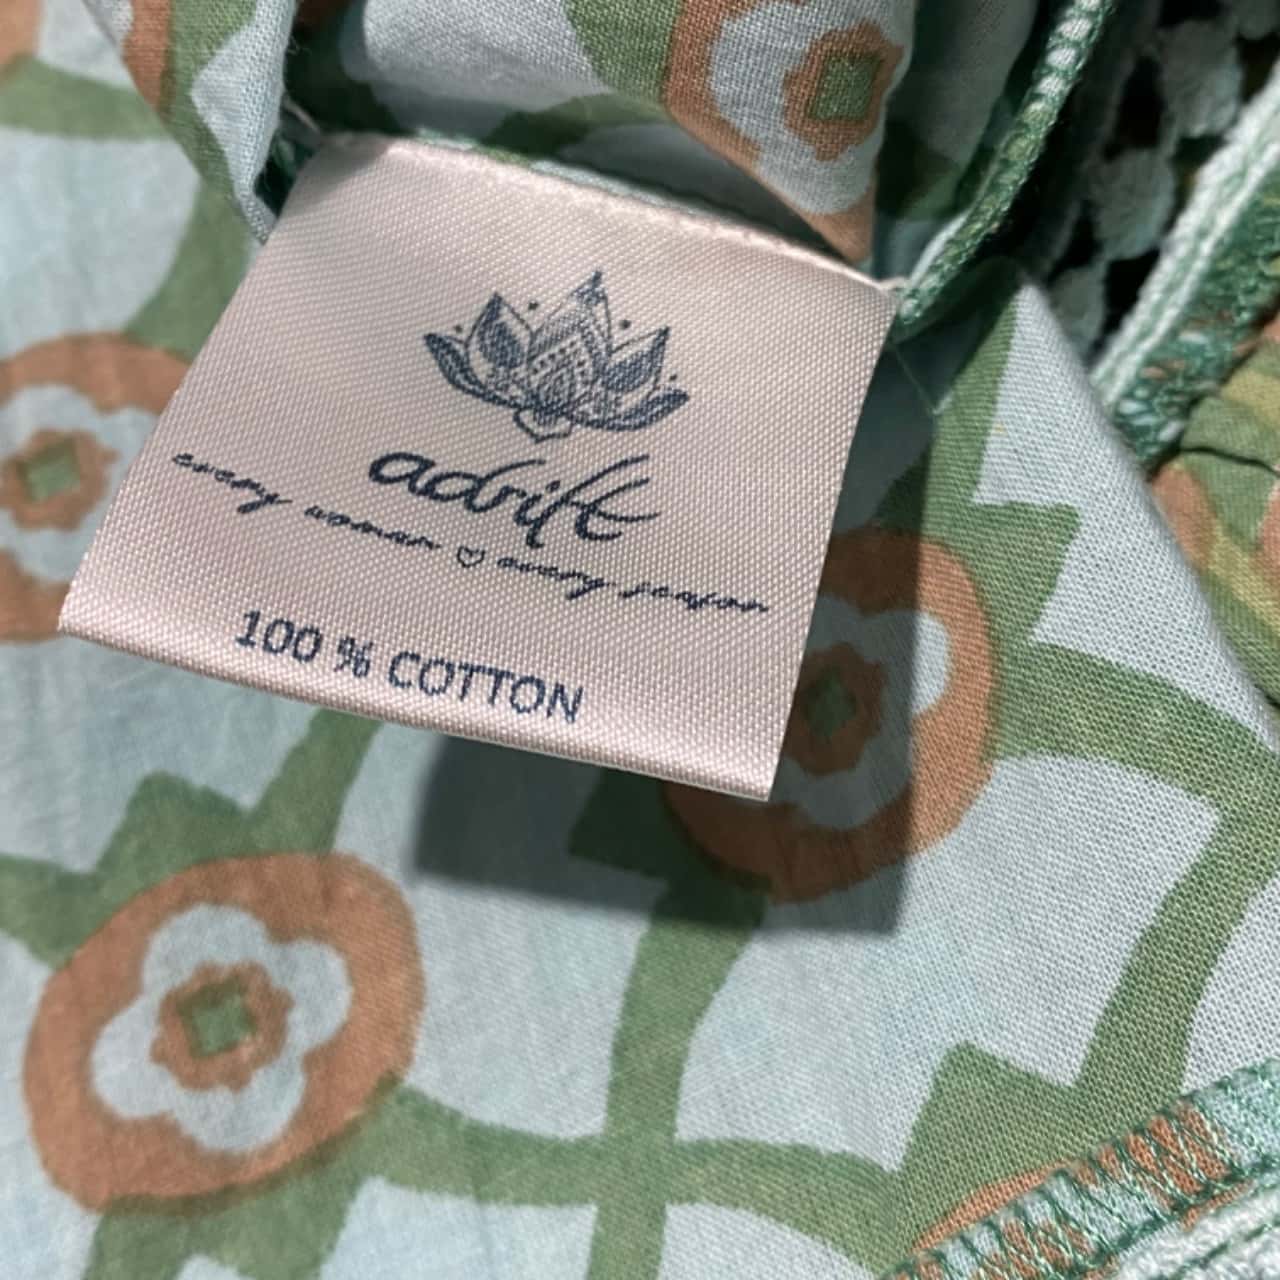 adrift
every woman ♡ every season
100 % COTTON